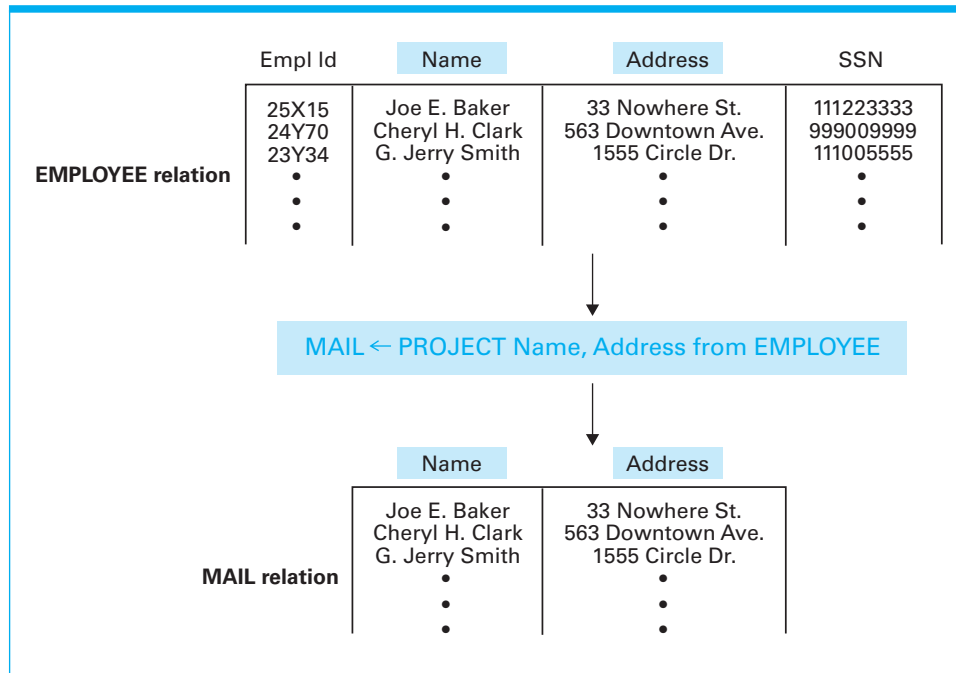 Empl Id Name Address SSN
25X15 Joe E. Baker 33 Nowhere St. 111223333
24Y70 Cheryl H. Clark 563 Downtown Ave. 999009999
23Y34 G. Jerry Smith 1555 Circle Dr. 111005555
EMPLOYEE relation
MAIL ← PROJECT Name, Address from EMPLOYEE
Name Address
Joe E. Baker 33 Nowhere St.
Cheryl H. Clark 563 Downtown Ave.
G. Jerry Smith 1555 Circle Dr.
MAIL relation